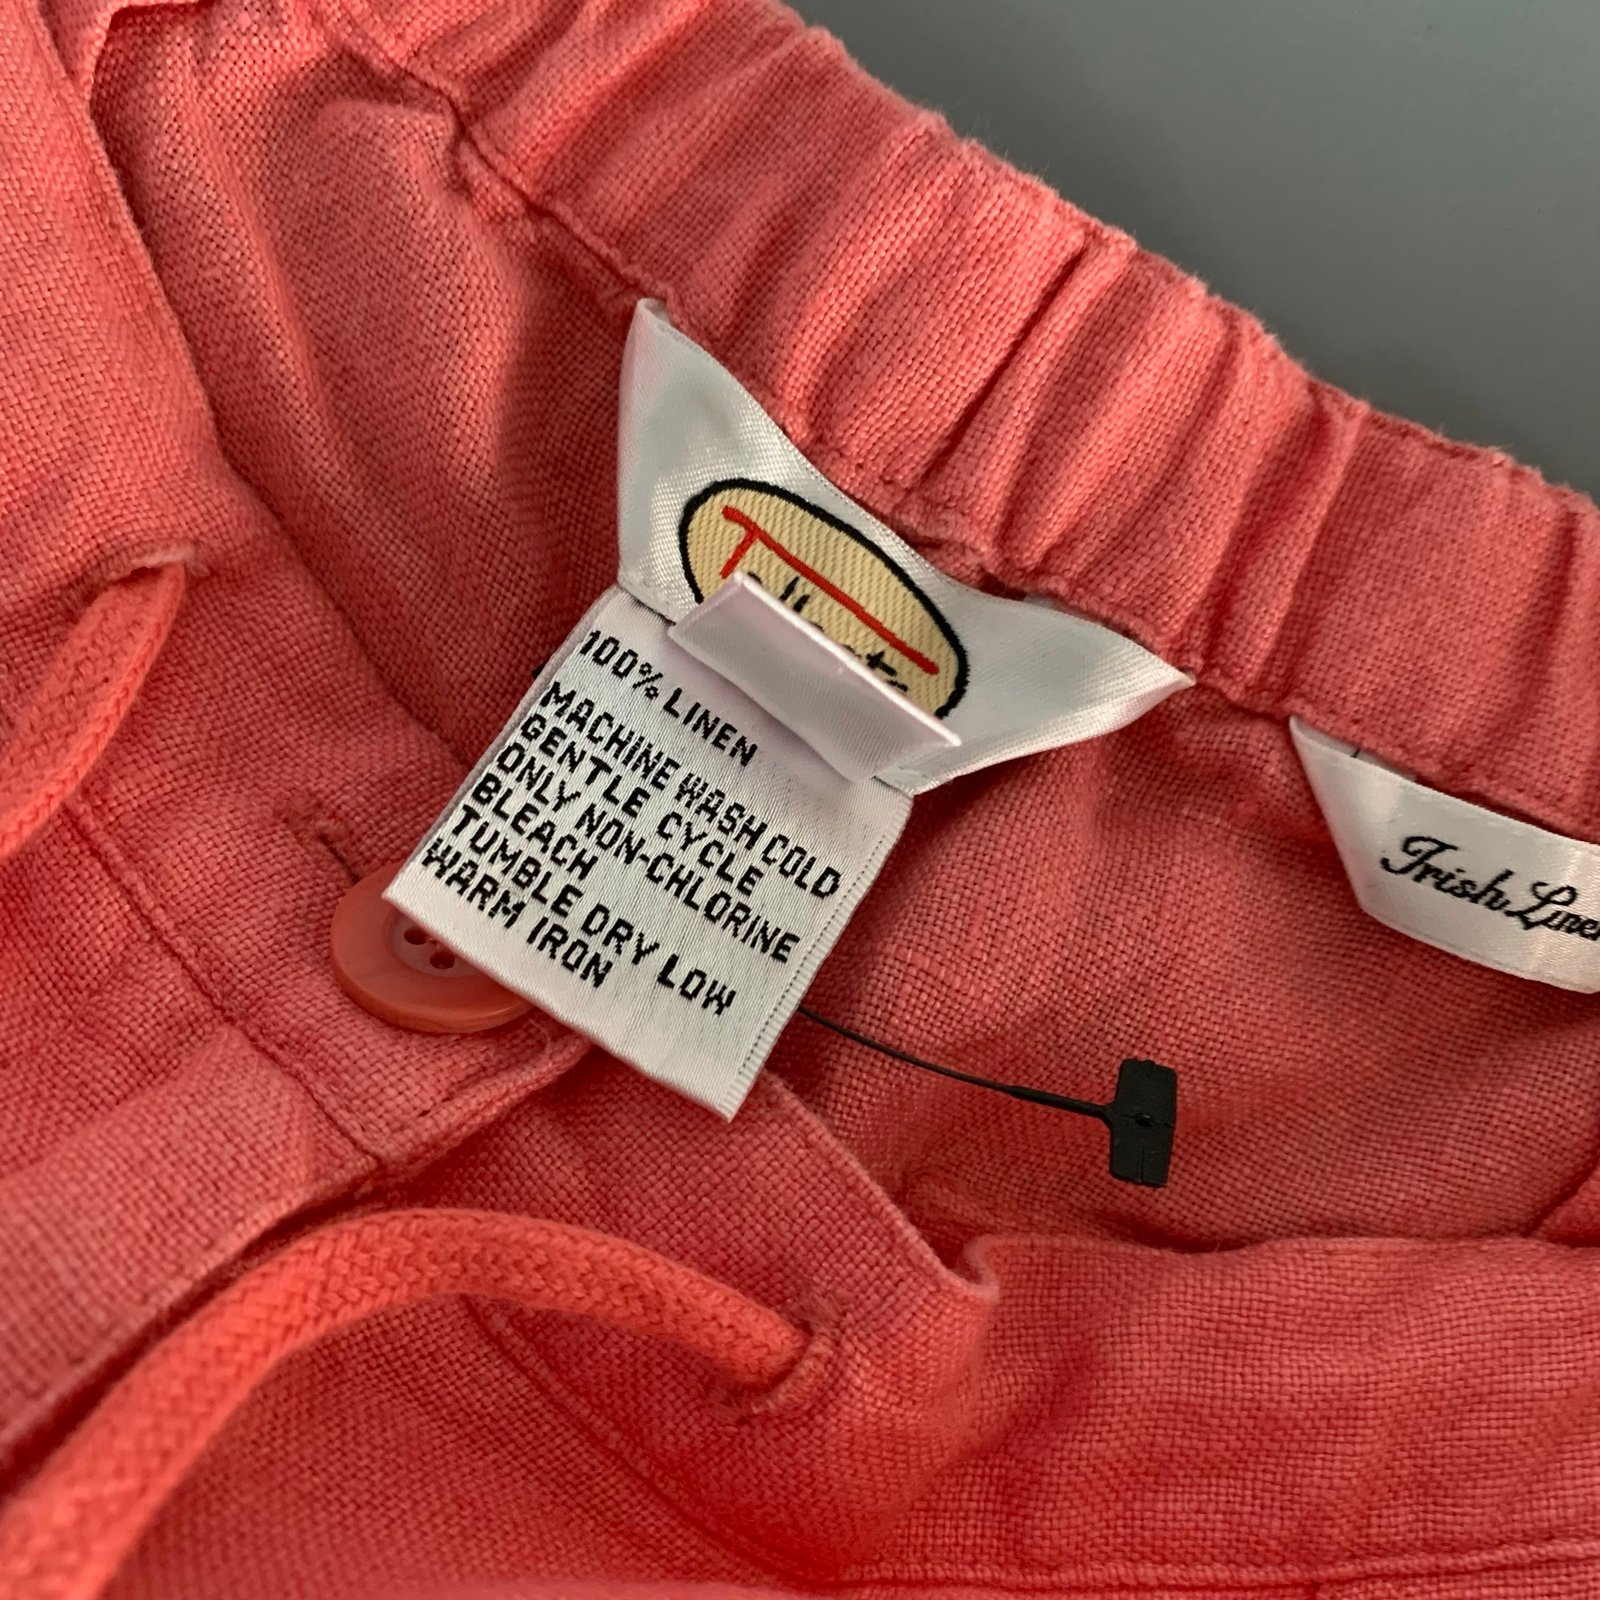 100% LINEN
MACHINE WASH COLD
GENTLE CYCLE
ONLY NON-CHLORINE
BLEACH
TUMBLE DRY LOW
WARM IRON
Irish Linen